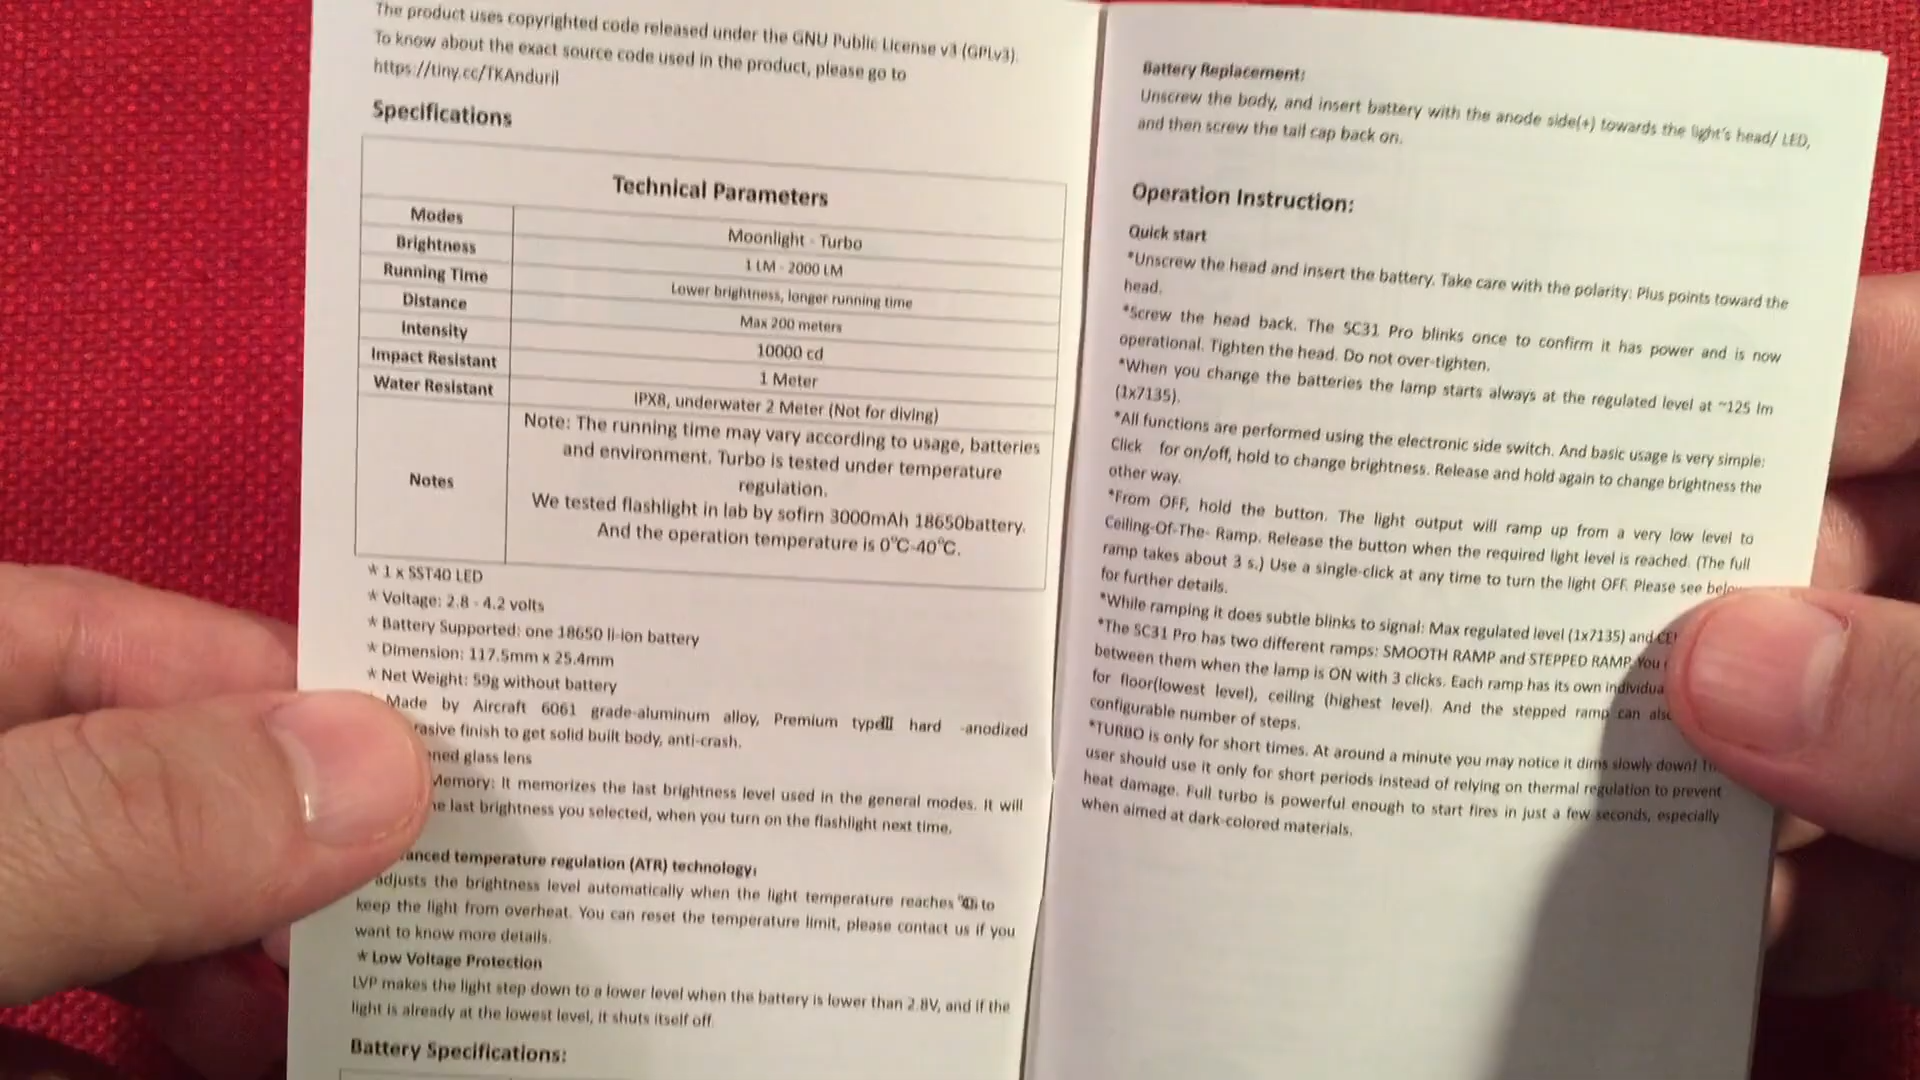 The product uses copyrighted code released under the GNU Public License v3 (GPLv3).
To know about the exact source code used in the product, please go to
https://tiny.cc/TKAnduril
Specifications
Technical Parameters
Modes Moonlight - Turbo
Brightness 1 LM - 2000 LM
Running Time Lower brightness, longer running time
Distance Max 200 meters
Intensity 10000 cd
Impact Resistant 1 Meter
Water Resistant IPX8, underwater 2 Meter (Not for diving)
Notes
Note: The running time may vary according to usage, batteries
and environment. Turbo is tested under temperature
regulation.
We tested flashlight in lab by sofirn 3000mAh 18650battery.
And the operation temperature is 0℃-40℃.
* 1 x SST40 LED
* Voltage: 2.8 - 4.2 volts
* Battery Supported: one 18650 li-ion battery
* Dimension: 117.5mm x 25.4mm
* Net Weight: 59g without battery
Made by Aircraft 6061 grade-aluminum alloy, Premium typeⅢ hard -anodized
finish to get solid built body, anti-crash.
glass lens
Memory: It memorizes the last brightness level used in the general modes. It will
last brightness you selected, when you turn on the flashlight next time.
temperature regulation (ATR) technology:
adjusts the brightness level automatically when the light temperature reaches to
keep the light from overheat. You can reset the temperature limit, please contact us if you
want to know more details.
* Low Voltage Protection
LVP makes the light step down to a lower level when the battery is lower than 2.8V, and if the
light is already at the lowest level, it shuts itself off.
Battery Specifications:
Battery Replacement:
Unscrew the body, and insert battery with the anode side(+) towards the light's head/ LED,
and then screw the tail cap back on.
Operation Instruction:
Quick start
*Unscrew the head and insert the battery. Take care with the polarity: Plus points toward the
head.
*Screw the head back. The SC31 Pro blinks once to confirm it has power and is now
operational. Tighten the head. Do not over-tighten.
*When you change the batteries the lamp starts always at the regulated level at ~125 lm
(1x7135).
*All functions are performed using the electronic side switch. And basic usage is very simple:
Click for on/off, hold to change brightness. Release and hold again to change brightness the
other way.
*From OFF, hold the button. The light output will ramp up from a very low level to
Ceiling-Of-The- Ramp. Release the button when the required light level is reached. (The full
ramp takes about 3 s.) Use a single-click at any time to turn the light OFF. Please see below
for further details.
*While ramping it does subtle blinks to signal: Max regulated level (1x7135) and
*The SC31 Pro has two different ramps: SMOOTH RAMP and STEPPED RAMP. You
between them when the lamp is ON with 3 clicks. Each ramp has its own
for floor(lowest level), ceiling (highest level). And the stepped ramp can
configurable number of steps.
*TURBO is only for short times. At around a minute you may notice it dims slowly down!
user should use it only for short periods instead of relying on thermal regulation to prevent
heat damage. Full turbo is powerful enough to start fires in just a few seconds, especially
when aimed at dark-colored materials.